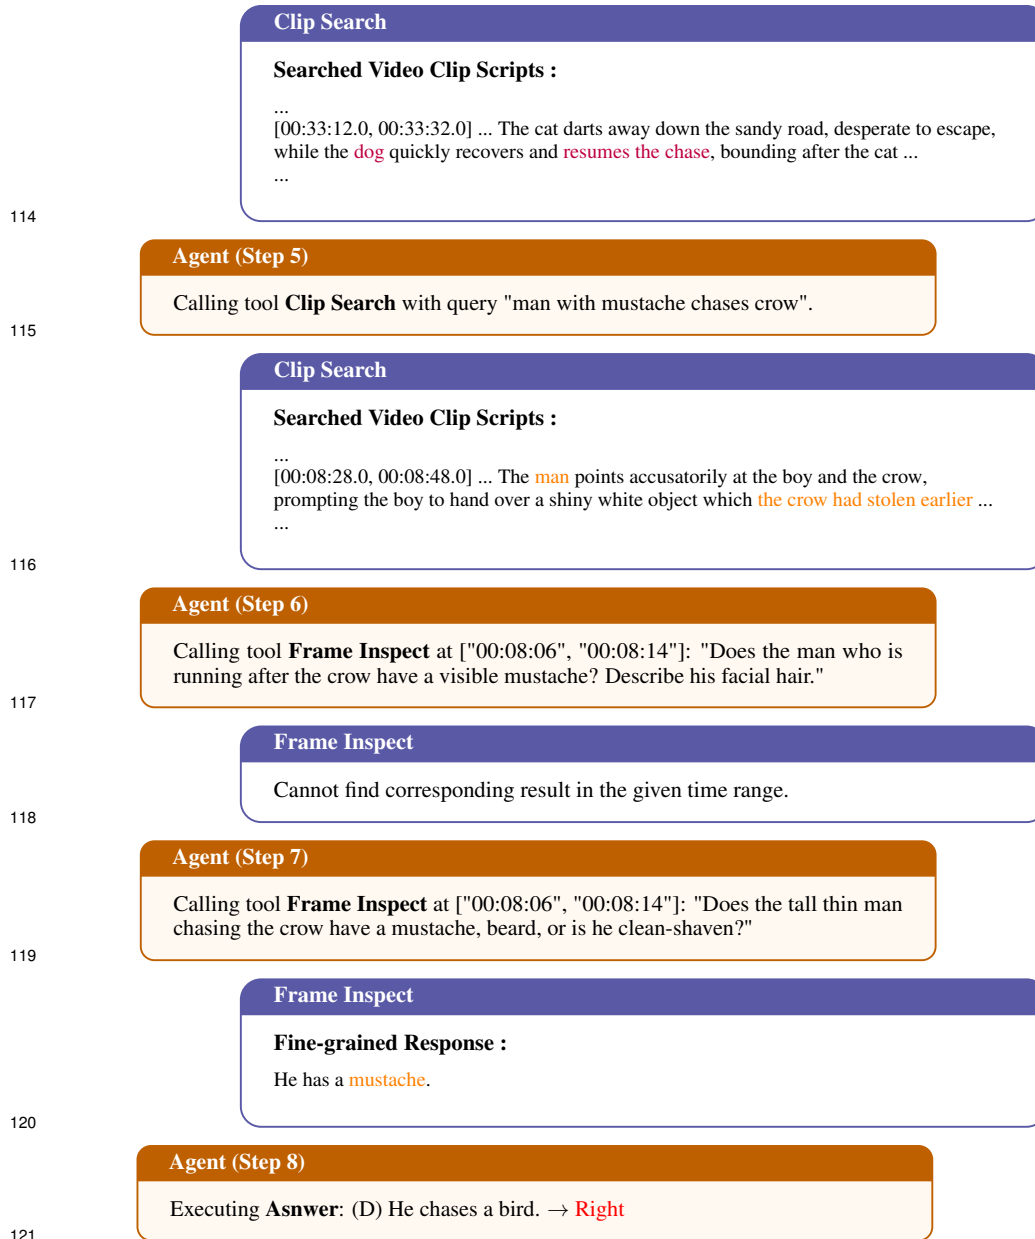 Clip Search
Searched Video Clip Scripts :
...
[00:33:12.0, 00:33:32.0] ... The cat darts away down the sandy road, desperate to escape,
while the dog quickly recovers and resumes the chase, bounding after the cat ...
...
114
Agent (Step 5)
Calling tool Clip Search with query "man with mustache chases crow".
115
Clip Search
Searched Video Clip Scripts :
...
[00:08:28.0, 00:08:48.0] ... The man points accusatorily at the boy and the crow,
prompting the boy to hand over a shiny white object which the crow had stolen earlier ...
...
116
Agent (Step 6)
Calling tool Frame Inspect at ["00:08:06", "00:08:14"]: "Does the man who is
running after the crow have a visible mustache? Describe his facial hair."
117
Frame Inspect
Cannot find corresponding result in the given time range.
118
Agent (Step 7)
Calling tool Frame Inspect at ["00:08:06", "00:08:14"]: "Does the tall thin man
chasing the crow have a mustache, beard, or is he clean-shaven?"
119
Frame Inspect
Fine-grained Response :
He has a mustache.
120
Agent (Step 8)
Executing Asnwer: (D) He chases a bird. → Right
121